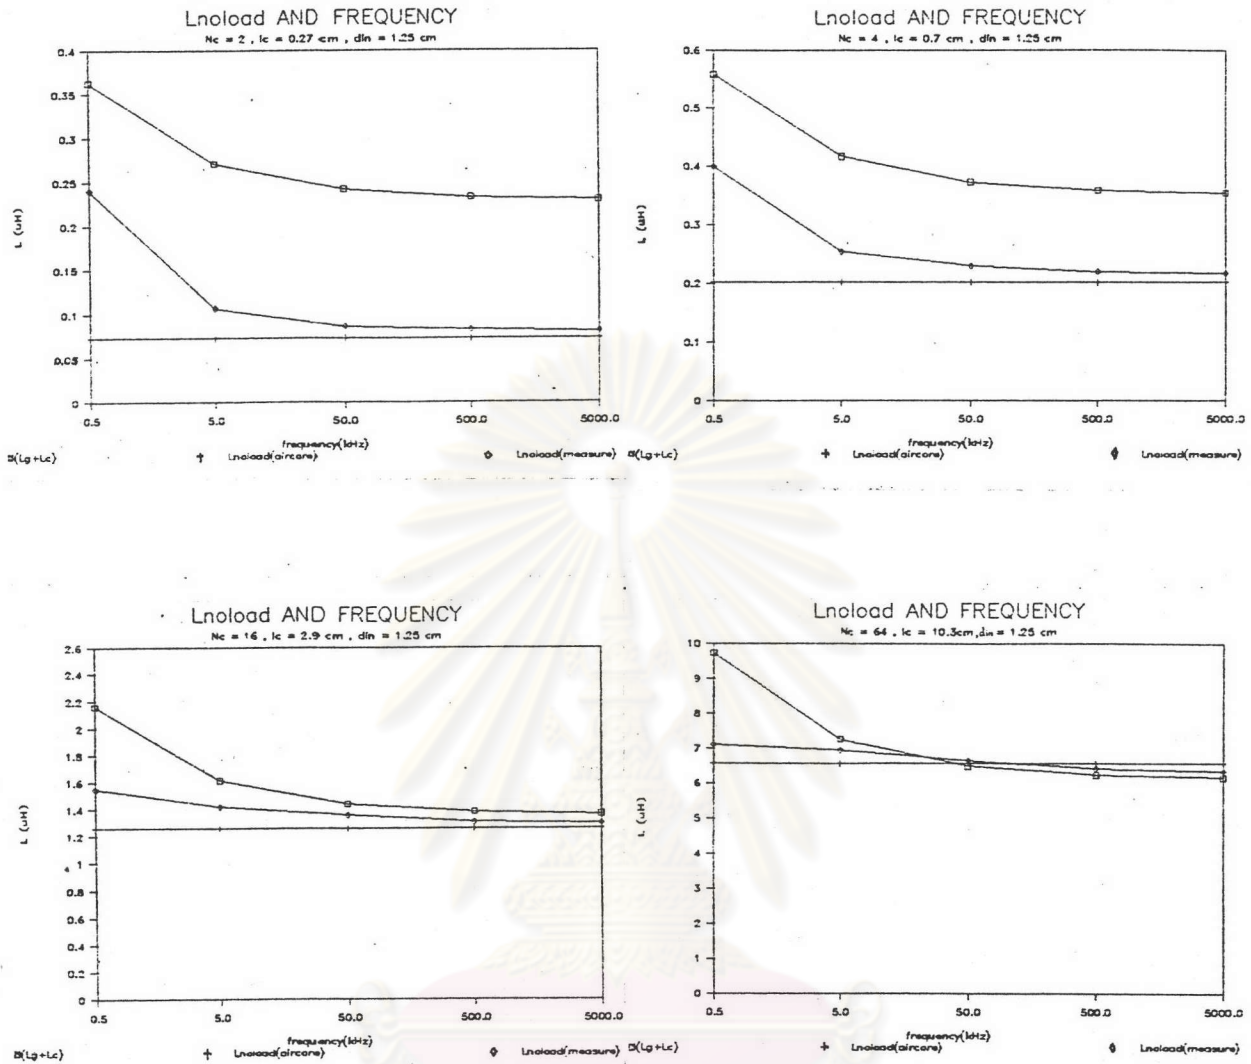 Lnoload AND FREQUENCY
Nc = 2 , lc = 0.27 cm , din = 1.25 cm
0.4
0.35
0.3
0.25
0.2
0.15
0.1
0.05
0
L (uH)
0.5 5.0 50.0 500.0 5000.0
frequency(kHz)
(Lg+Lc) Lnoload(aircore) Lnoload(measure)
Lnoload AND FREQUENCY
Nc = 4 , lc = 0.7 cm , din = 1.25 cm
0.6
0.5
0.4
0.3
0.2
0.1
0
L (uH)
0.5 5.0 50.0 500.0 5000.0
frequency(kHz)
(Lg+Lc) Lnoload(aircore) Lnoload(measure)
Lnoload AND FREQUENCY
Nc = 16 , lc = 2.9 cm , din = 1.25 cm
2.6
2.4
2.2
2
1.8
1.6
1.4
1.2
1
0.8
0.6
0.4
0.2
0
L (uH)
0.5 5.0 50.0 500.0 5000.0
frequency(kHz)
(Lg+Lc) Lnoload(aircore) Lnoload(measure)
Lnoload AND FREQUENCY
Nc = 64 , lc = 10.3cm,din = 1.25 cm
10
9
8
7
6
5
4
3
2
1
0
L (uH)
0.5 5.0 50.0 500.0 5000.0
frequency(kHz)
(Lg+Lc) Lnoload(aircore) Lnoload(measure)